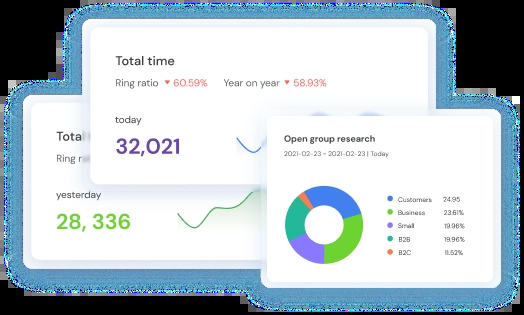 Total time
Ring ratio ▼ 60.59% Year on year ▼ 58.93%
today
32,021
Total
Ring ra
yesterday
28, 336
Open group research
2021-02-23 - 2021-02-23 | Today
Customers 24.95
Business 23.61%
Small 19.96%
B2B 19.96%
B2C 11.52%